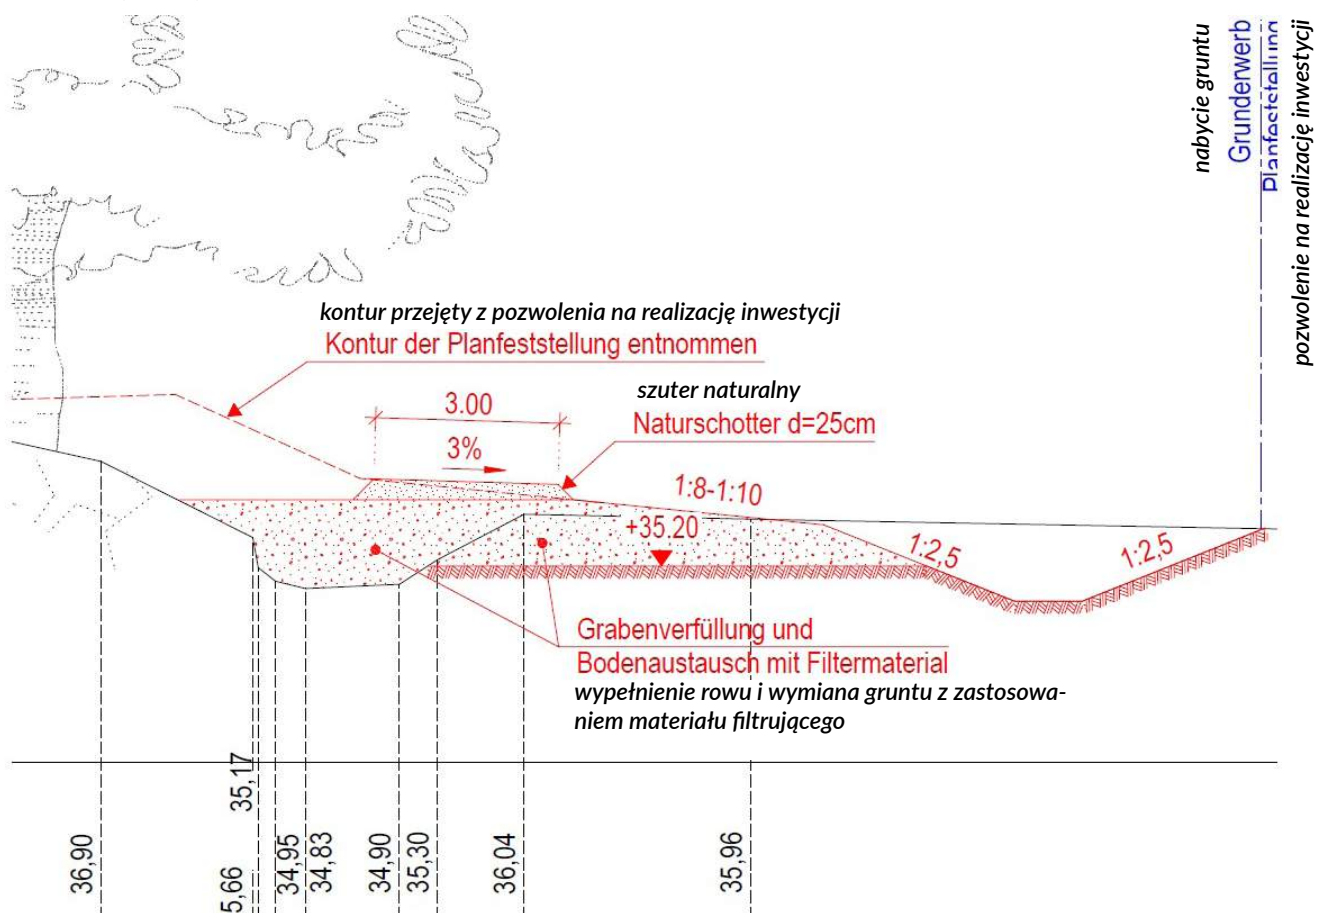 nabycie gruntu
Grunderwerb
Planfeststellung
pozwolenie na realizację inwestycji
kontur przejęty z pozwolenia na realizację inwestycji
Kontur der Planfeststellung entnommen
szuter naturalny
3.00
Naturschotter d=25cm
3%
1:8-1:10
+35.20
1:2,5
1:2,5
Grabenverfüllung und
Bodenaustausch mit Filtermaterial
wypełnienie rowu i wymiana gruntu z zastosowa-
niem materiału filtrującego
36,90
5,66
35,17
34,95
34,83
34,90
35,30
36,04
35,96